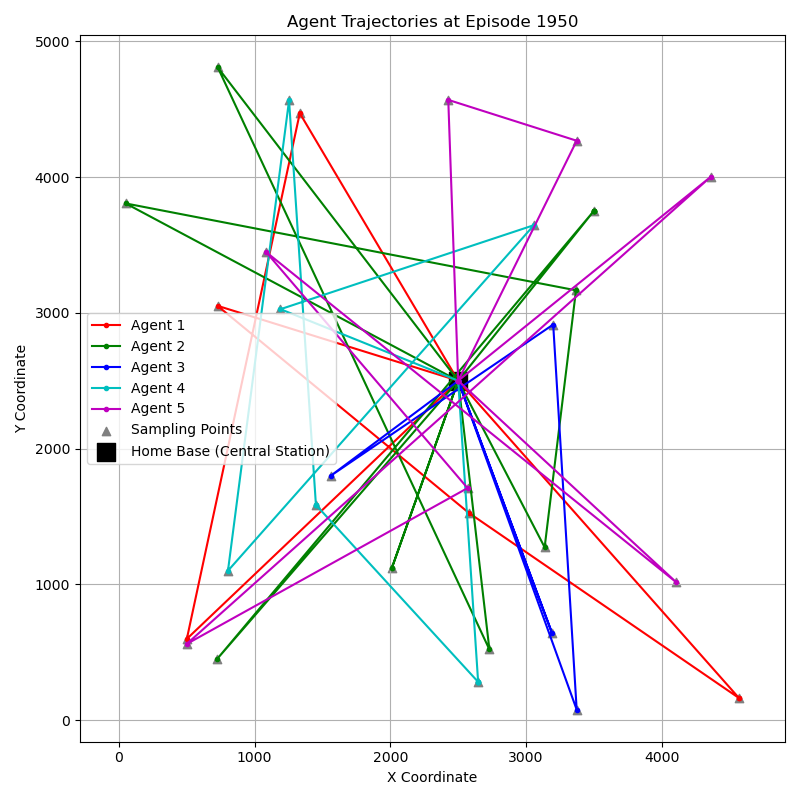 Agent Trajectories at Episode 1950
5000
4000
3000
2000
1000
0
Y Coordinate
Agent 1
Agent 2
Agent 3
Agent 4
Agent 5
Sampling Points
Home Base (Central Station)
0 1000 2000 3000 4000
X Coordinate